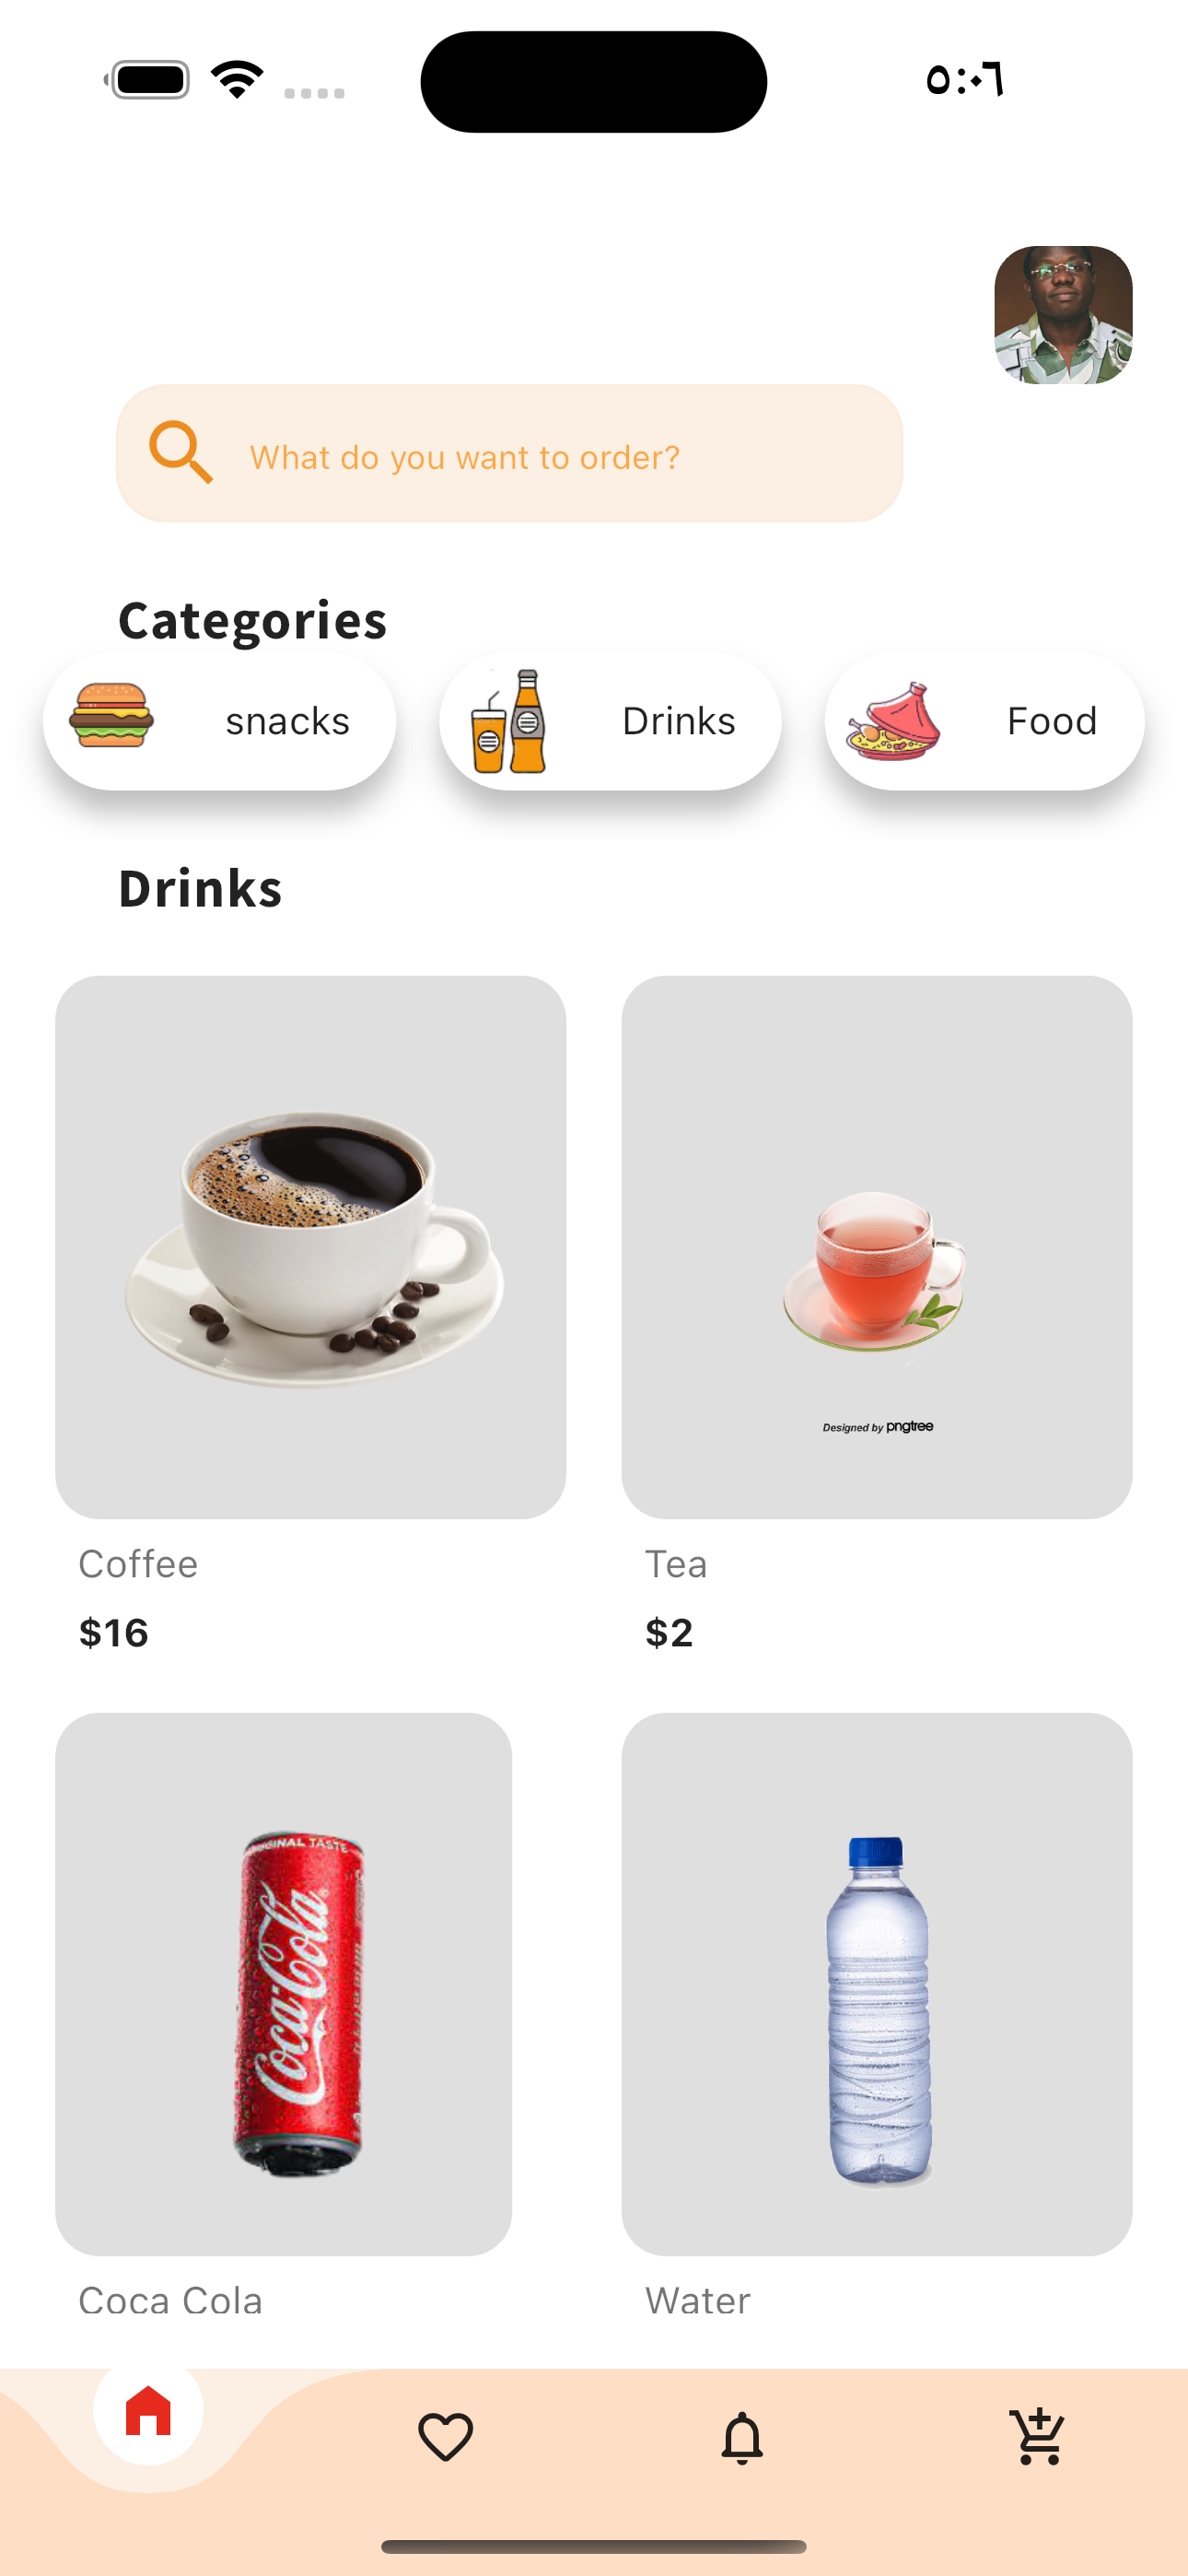 ٥:٠٦
What do you want to order?
Categories
snacks
Drinks
Food
Drinks
Designed by pngtree
Coffee
Tea
$16
$2
ORIGINAL TASTE
Coca-Cola
Coca Cola
Water